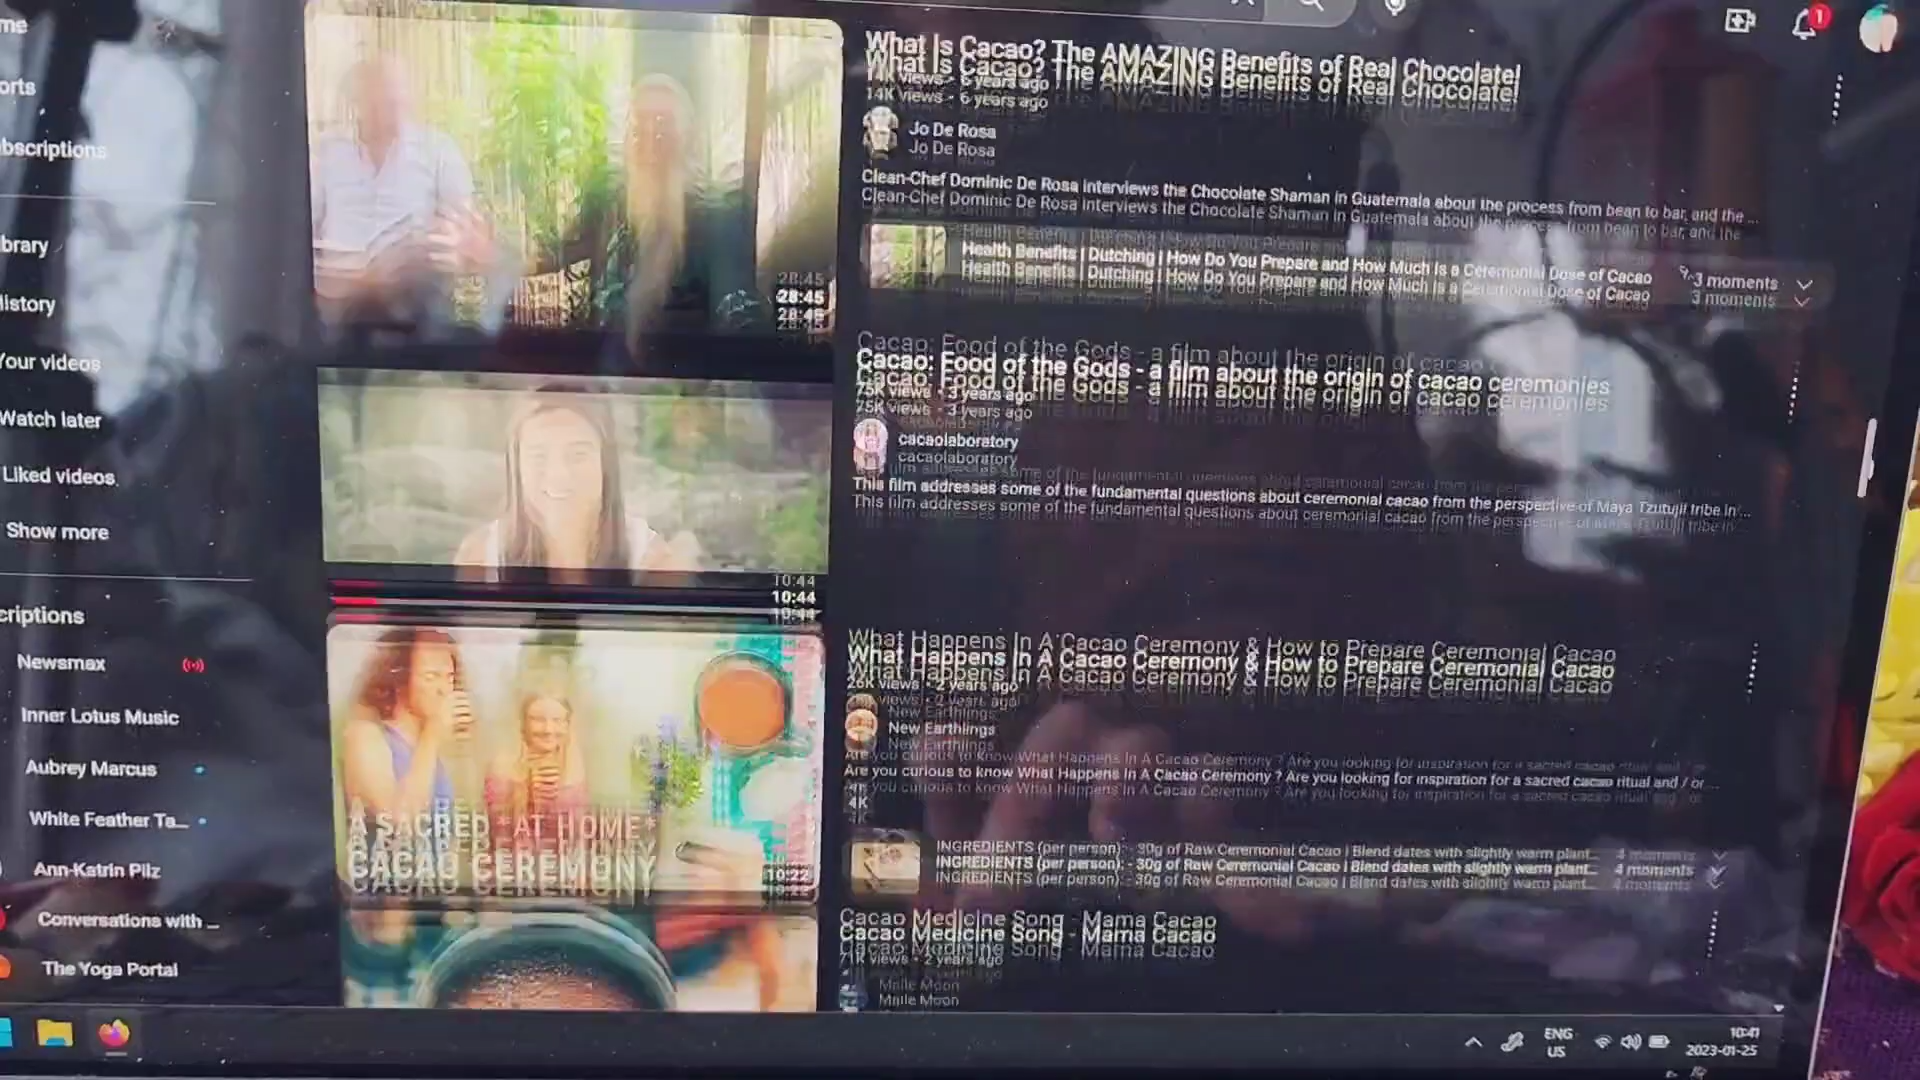 What Is Cacao? The AMAZING Benefits of Real Chocolate!
14K views • 6 years ago
Jo De Rosa
Clean-Chef Dominic De Rosa interviews the Chocolate Shaman in Guatemala about the process from bean to bar, and the ...
Health Benefits | Dutching | How Do You Prepare and How Much Is a Ceremonial Dose of Cacao
3 moments
28:45
Cacao: Food of the Gods - a film about the origin of cacao ceremonies
75K views • 3 years ago
cacaolaboratory
This film addresses some of the fundamental questions about ceremonial cacao from the perspective of Maya Tzutujil tribe in ...
10:44
What Happens In A Cacao Ceremony & How to Prepare Ceremonial Cacao
26K views • 2 years ago
New Earthlings
Are you curious to know What Happens In A Cacao Ceremony ? Are you looking for inspiration for a sacred cacao ritual and / or ...
4K
INGREDIENTS (per person): - 30g of Raw Ceremonial Cacao | Blend dates with slightly warm plant...
4 moments
A SACRED *AT HOME*
CACAO CEREMONY
10:22
Cacao Medicine Song - Mama Cacao
71K views • 2 years ago
me
orts
bscriptions
brary
istory
Your videos
Watch later
Liked videos
Show more
criptions
Newsmax
Inner Lotus Music
Aubrey Marcus
White Feather Ta...
Ann-Katrin Pilz
Conversations with ...
The Yoga Portal
1
ENG
US
10:41
2023-01-25